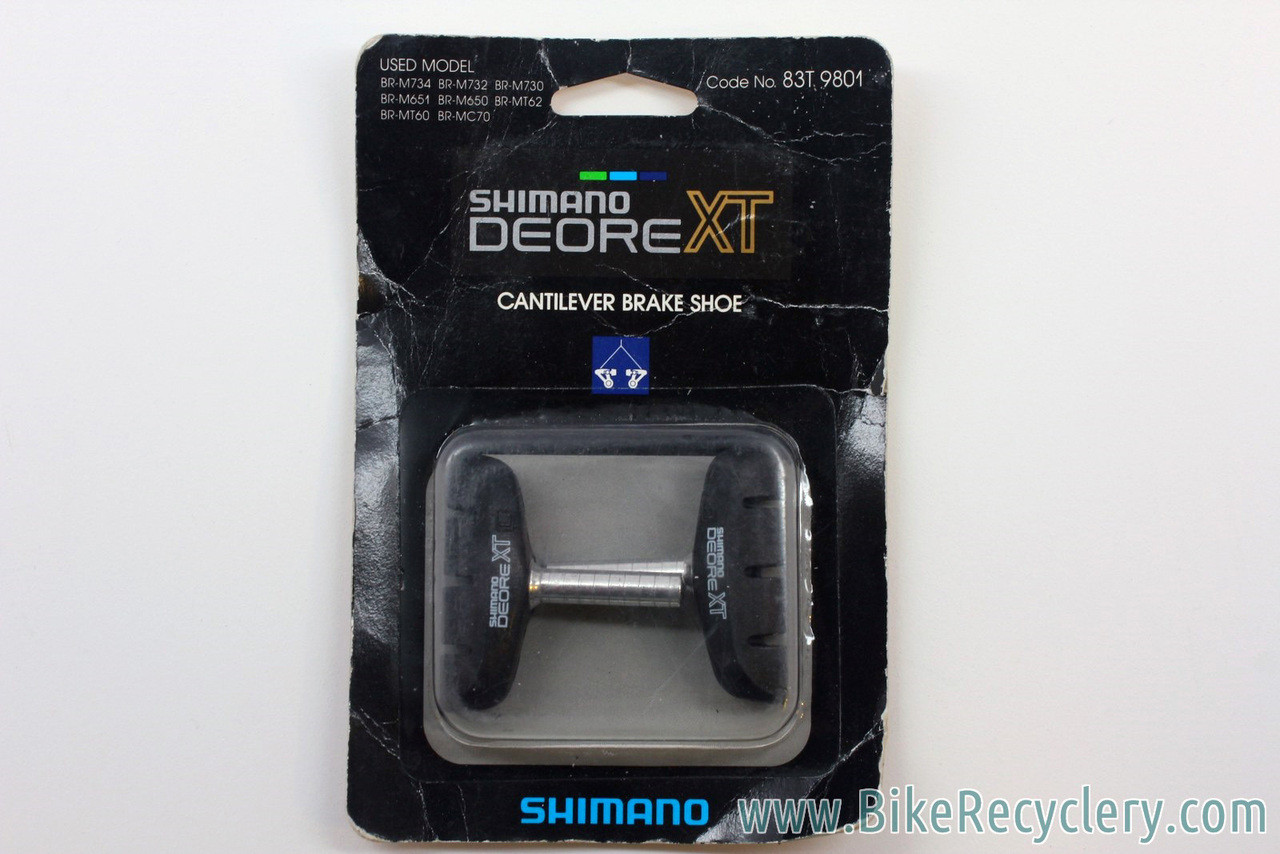 USED MODEL
BR-M734 BR-M732 BR-M730
BR-M651 BR-M650 BR-MT62
BR-MT60 BR-MC70
Code No. 83T 9801
SHIMANO
DEORE XT
CANTILEVER BRAKE SHOE
SHIMANO
DEORE XT
SHIMANO
DEORE XT
SHIMANO
www.BikeRecyclery.com